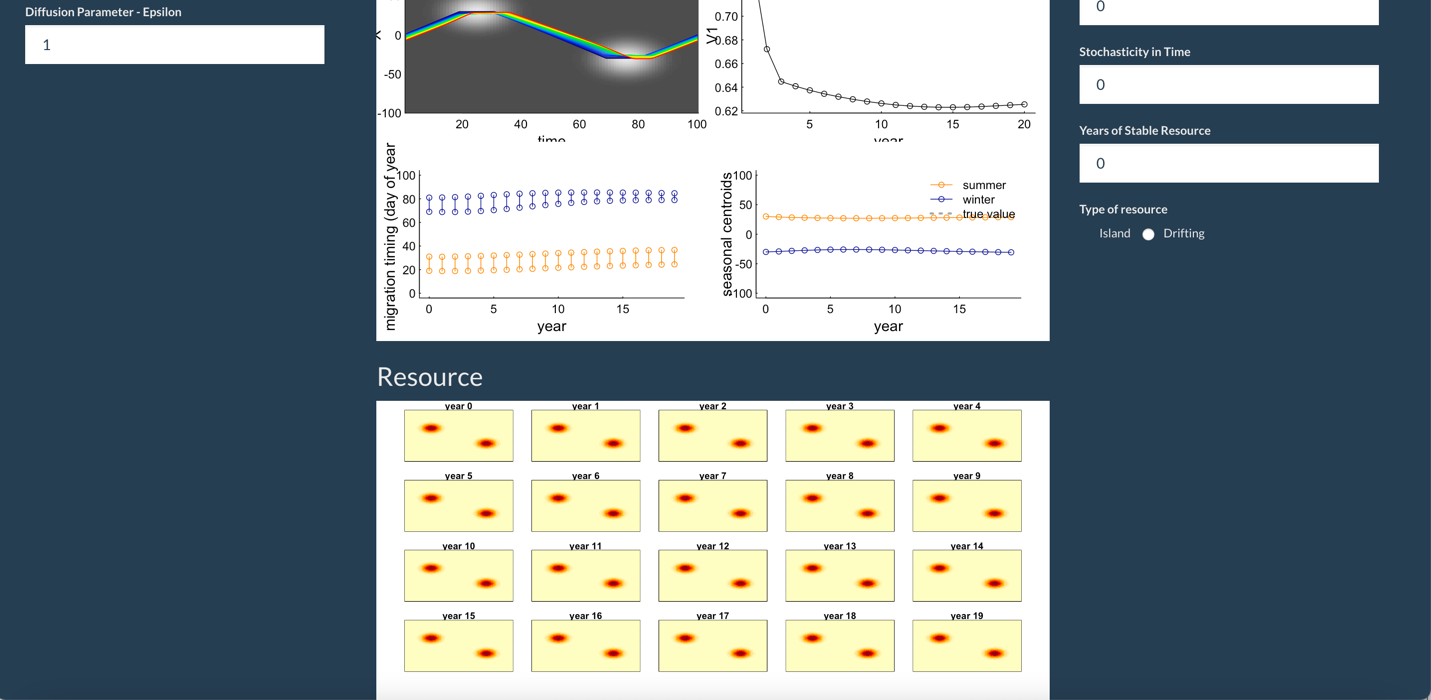 Diffusion Parameter - Epsilon
1
0
-50
-100
20 40 60 80 100
time
V1
0.70
0.68
0.66
0.64
0.62
5 10 15 20
year
migration timing (day of year)
100
80
60
40
20
0
0 5 10 15
year
seasonal centroids
100
50
0
-50
-100
summer
winter
true value
0 5 10 15
year
0
Stochasticity in Time
0
Years of Stable Resource
0
Type of resource
Island Drifting
Resource
year 0 year 1 year 2 year 3 year 4
year 5 year 6 year 7 year 8 year 9
year 10 year 11 year 12 year 13 year 14
year 15 year 16 year 17 year 18 year 19